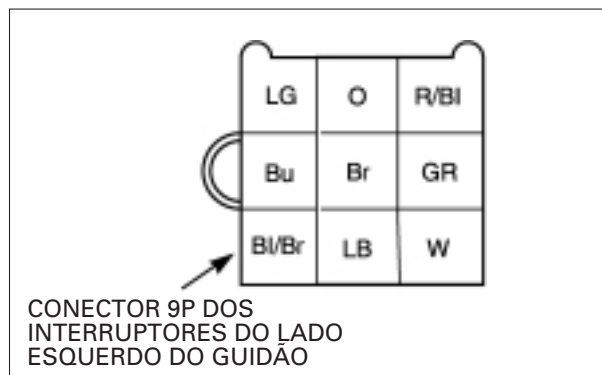 LG O R/Bl
Bu Br GR
Bl/Br LB W
CONECTOR 9P DOS
INTERRUPTORES DO LADO
ESQUERDO DO GUIDÃO